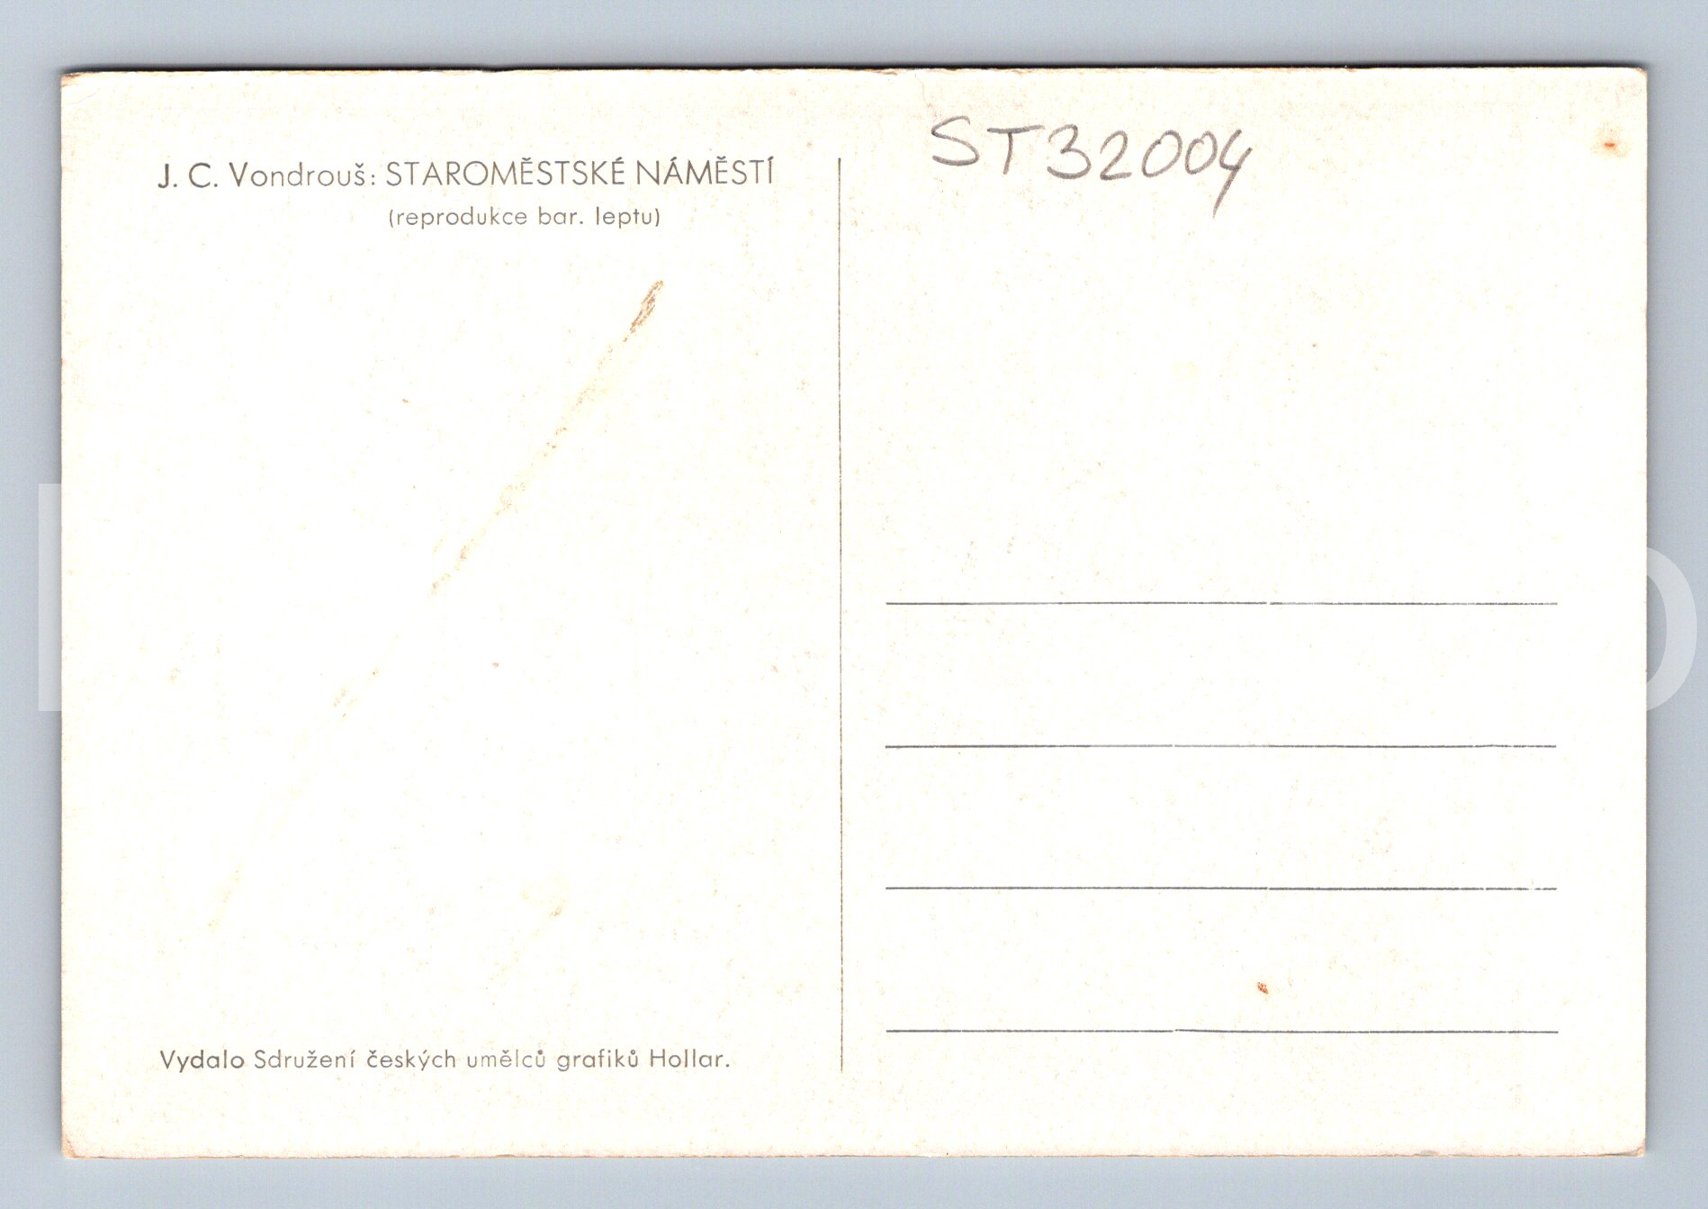 J. C. Vondrouš: STAROMĚSTSKÉ NÁMĚSTÍ
(reprodukce bar. leptu)
ST32004
Vydalo Sdružení českých umělců grafiků Hollar.